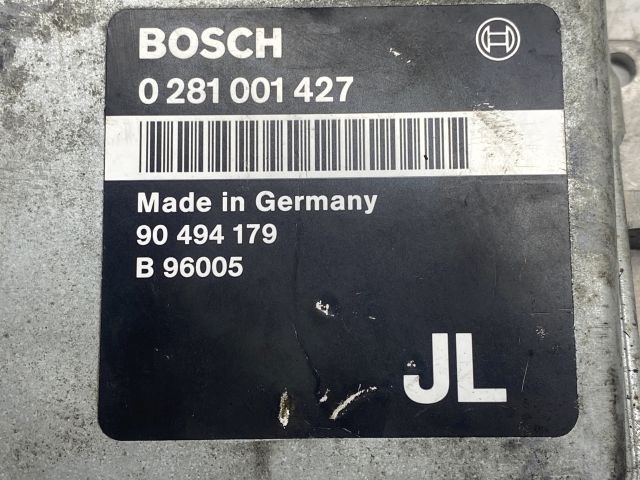 BOSCH
0 281 001 427
Made in Germany
90 494 179
B 96005
JL